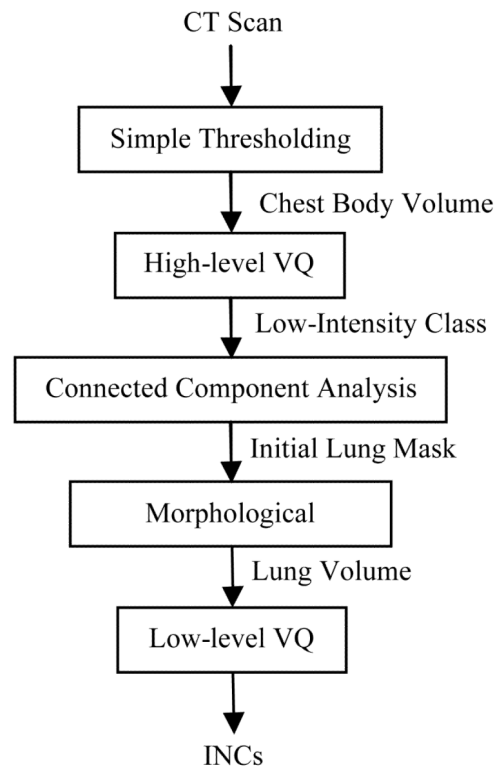 CT Scan
Simple Thresholding
Chest Body Volume
High-level VQ
Low-Intensity Class
Connected Component Analysis
Initial Lung Mask
Morphological
Lung Volume
Low-level VQ
INCs